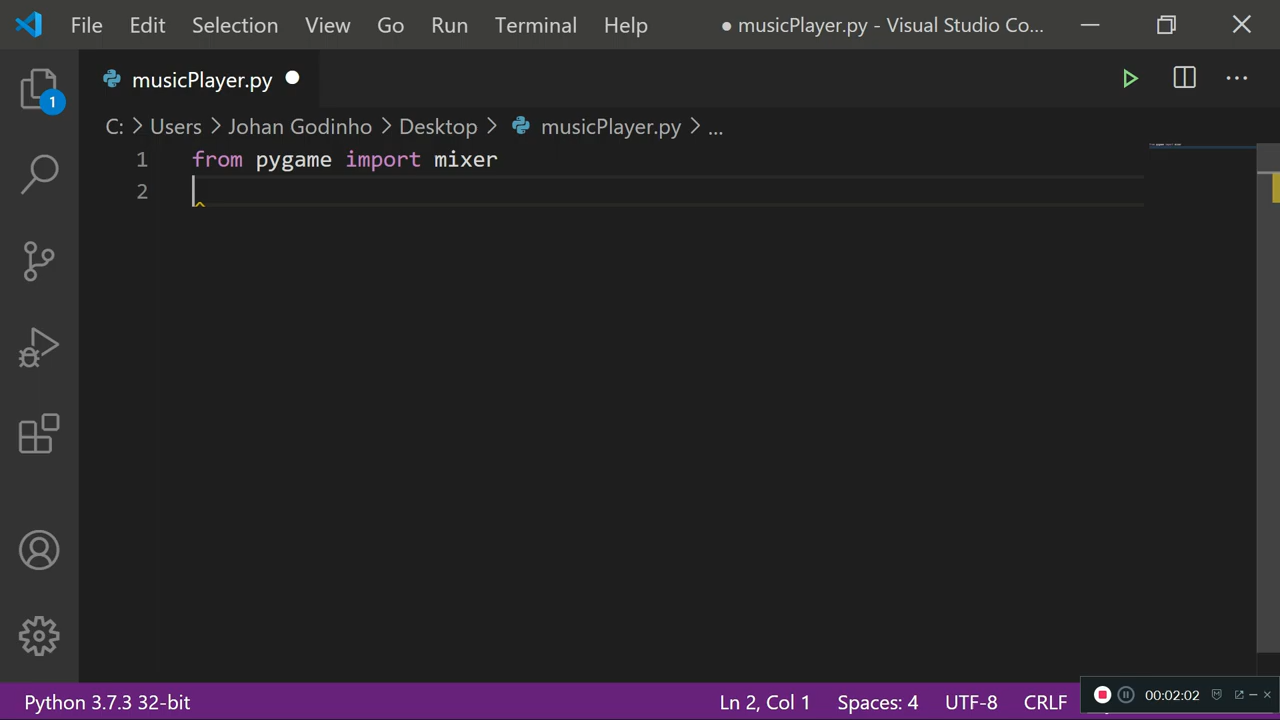 File Edit Selection View Go Run Terminal Help ● musicPlayer.py - Visual Studio Co...
musicPlayer.py
C: > Users > Johan Godinho > Desktop > musicPlayer.py > ...
1 from pygame import mixer
2
1
Python 3.7.3 32-bit Ln 2, Col 1 Spaces: 4 UTF-8 CRLF 00:02:02